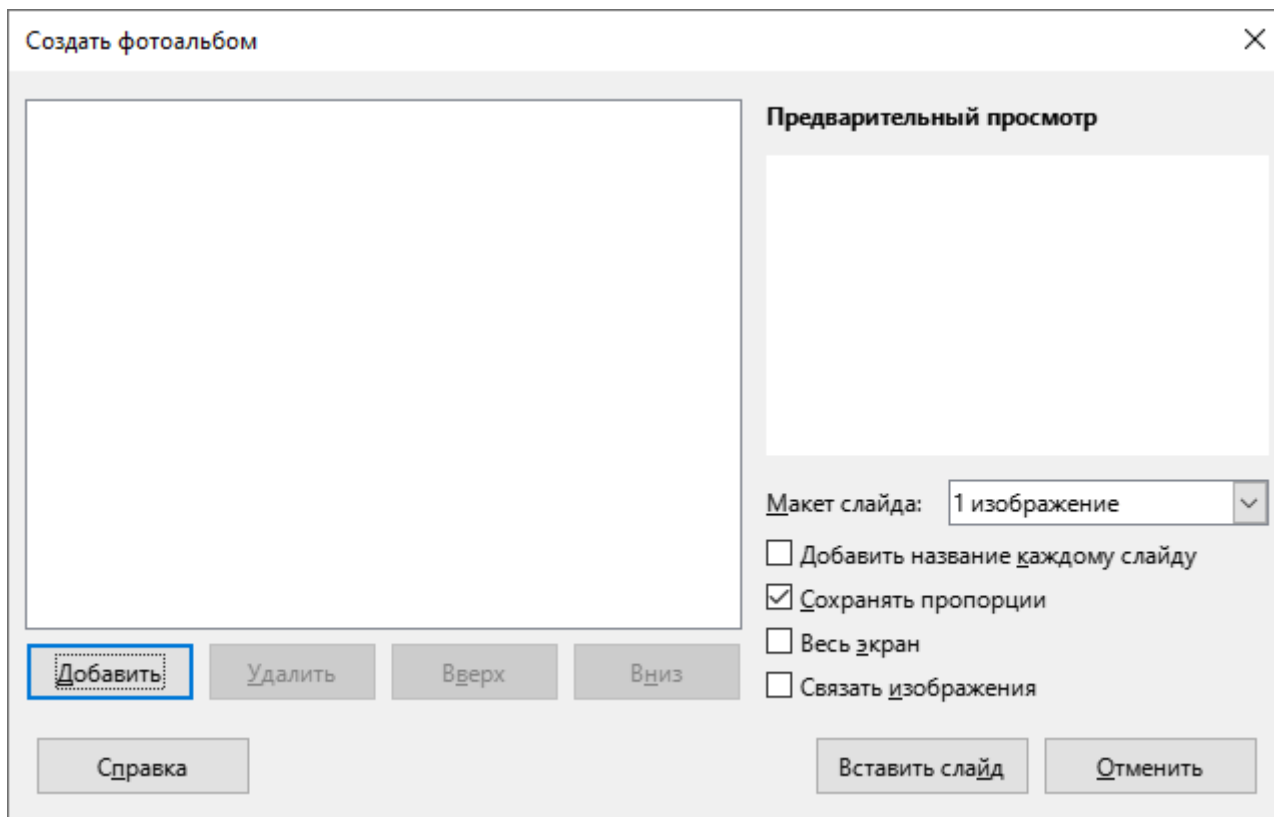 Создать фотоальбом
Предварительный просмотр
Макет слайда: 1 изображение
Добавить название каждому слайду
Сохранять пропорции
Весь экран
Связать изображения
Добавить Удалить Вверх Вниз
Справка Вставить слайд Отменить